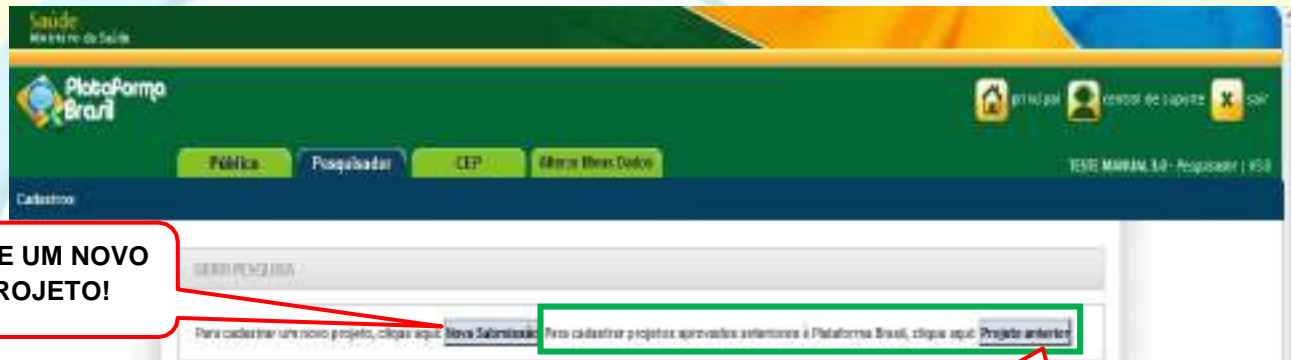 Saúde
Ministério da Saúde
Plataforma
Brasil
principal central de suporte sair
Pública Pesquisador CEP Alterar Meus Dados
TESTE MANUAL 3.0 - Pesquisador | V3.0
Cadastros
E UM NOVO
ROJETO!
GERIR PESQUISA
Para cadastrar um novo projeto, clique aqui: Nova Submissão Para cadastrar projetos aprovados anteriores à Plataforma Brasil, clique aqui: Projeto anterior